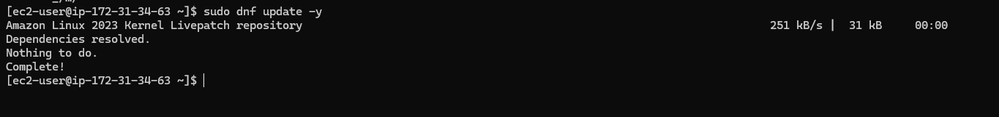 [ec2-user@ip-172-31-34-63 ~]$ sudo dnf update -y
Amazon Linux 2023 Kernel Livepatch repository 251 kB/s | 31 kB 00:00
Dependencies resolved.
Nothing to do.
Complete!
[ec2-user@ip-172-31-34-63 ~]$